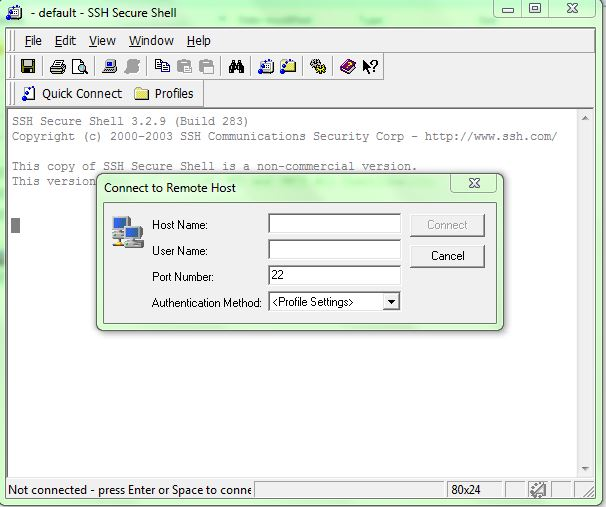 - default - SSH Secure Shell
File Edit View Window Help
Quick Connect Profiles
SSH Secure Shell 3.2.9 (Build 283)
Copyright (c) 2000-2003 SSH Communications Security Corp - http://www.ssh.com/
This copy of SSH Secure Shell is a non-commercial version.
This version
Connect to Remote Host
Host Name:
Connect
User Name:
Cancel
Port Number: 22
Authentication Method: <Profile Settings>
Not connected - press Enter or Space to conne
80x24